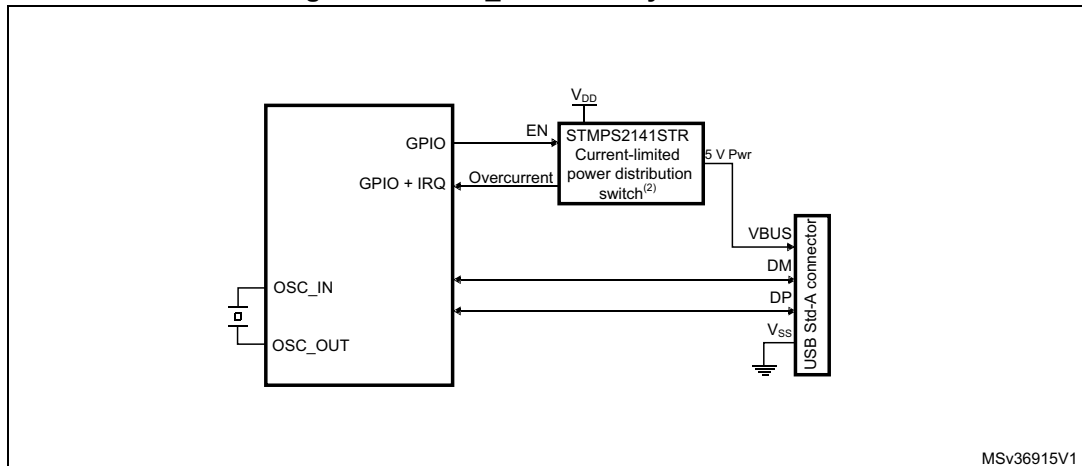 V_DD
GPIO
EN
STMPS2141STR
Current-limited
power distribution
switch(2)
5 V Pwr
GPIO + IRQ
Overcurrent
VBUS
DM
DP
V_SS
USB Std-A connector
OSC_IN
OSC_OUT
MSv36915V1